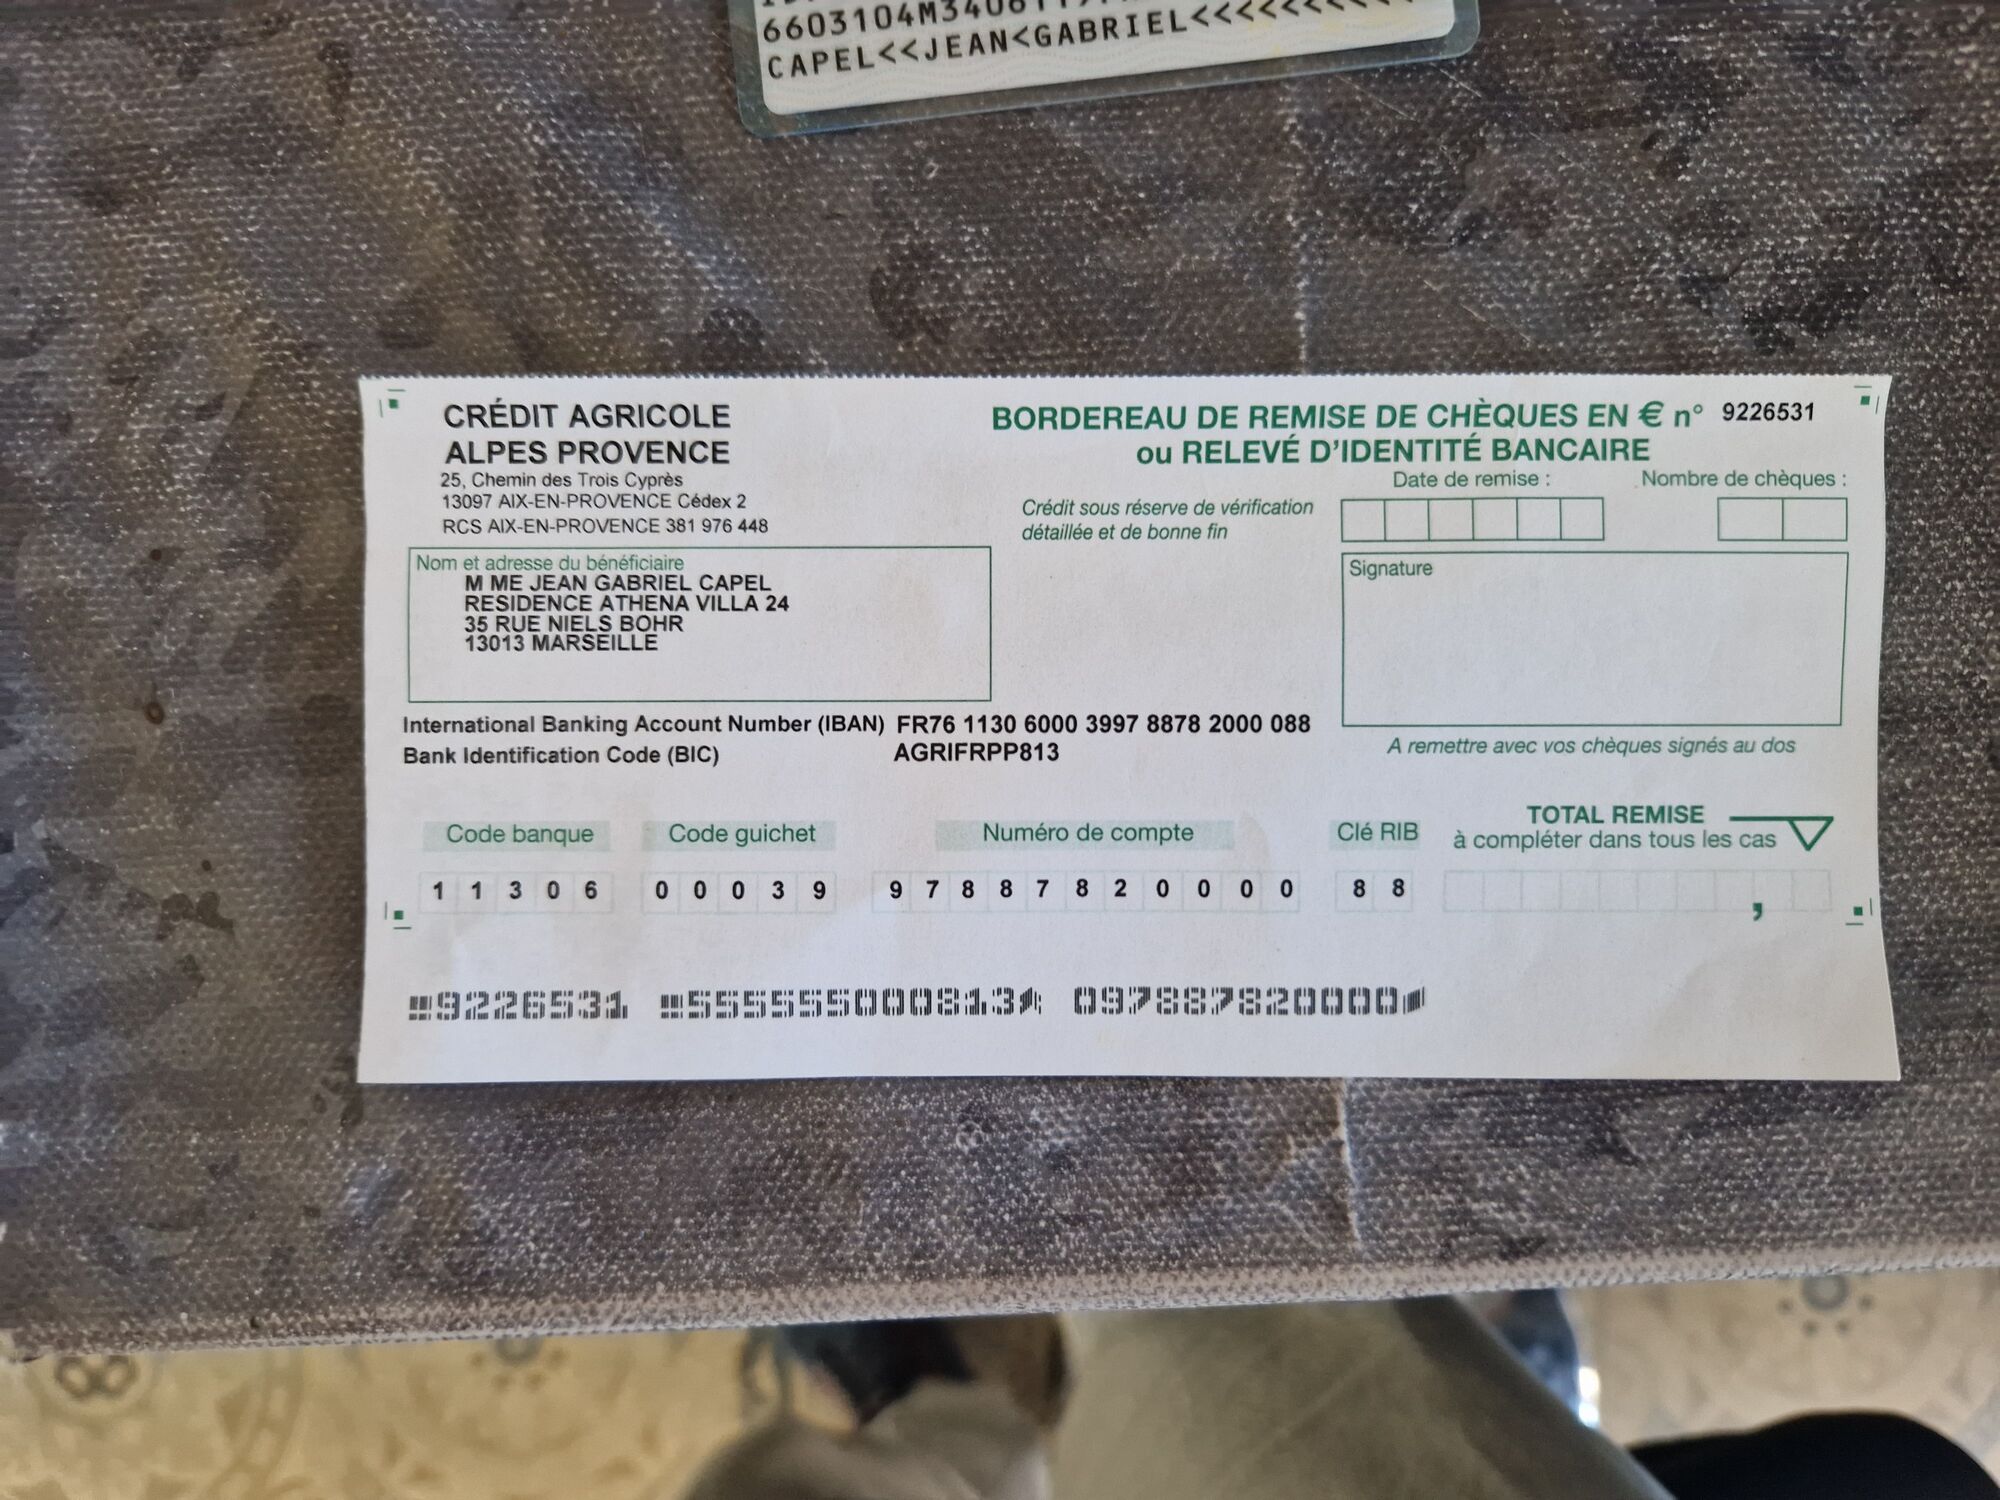 6603104M34081
CAPEL<<JEAN<GABRIEL<<<<<<<<<<
CRÉDIT AGRICOLE
ALPES PROVENCE
25, Chemin des Trois Cyprès
13097 AIX-EN-PROVENCE Cédex 2
RCS AIX-EN-PROVENCE 381 976 448
BORDEREAU DE REMISE DE CHÈQUES EN € n° 9226531
ou RELEVÉ D'IDENTITÉ BANCAIRE
Date de remise :
Nombre de chèques :
Crédit sous réserve de vérification
détaillée et de bonne fin
Nom et adresse du bénéficiaire
M ME JEAN GABRIEL CAPEL
RESIDENCE ATHENA VILLA 24
35 RUE NIELS BOHR
13013 MARSEILLE
Signature
International Banking Account Number (IBAN) FR76 1130 6000 3997 8878 2000 088
Bank Identification Code (BIC) AGRIFRPP813
A remettre avec vos chèques signés au dos
TOTAL REMISE
à compléter dans tous les cas
Code banque Code guichet Numéro de compte Clé RIB
1 1 3 0 6 0 0 0 3 9 9 7 8 8 7 8 2 0 0 0 0 8 8 ,
9226531 555555000813 097887820000